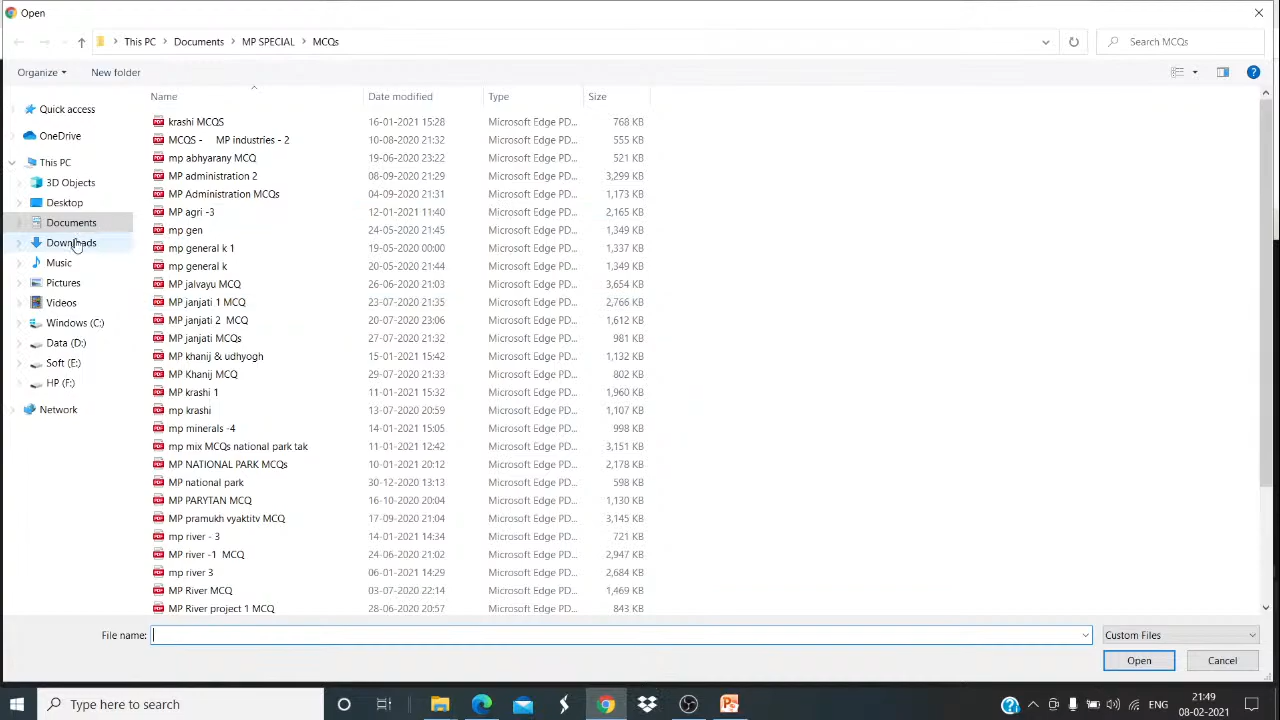 Open
This PC > Documents > MP SPECIAL > MCQs
Search MCQs
Organize
New folder
Name Date modified Type Size
Quick access
OneDrive
This PC
3D Objects
Desktop
Documents
Downloads
Music
Pictures
Videos
Windows (C:)
Data (D:)
Soft (E:)
HP (F:)
Network
krashi MCQS 16-01-2021 15:28 Microsoft Edge PD... 768 KB
MCQS - MP industries - 2 10-08-2020 21:32 Microsoft Edge PD... 555 KB
mp abhyarany MCQ 19-06-2020 23:22 Microsoft Edge PD... 521 KB
MP administration 2 08-09-2020 21:29 Microsoft Edge PD... 3,299 KB
MP Administration MCQs 04-09-2020 21:31 Microsoft Edge PD... 1,173 KB
MP agri -3 12-01-2021 11:40 Microsoft Edge PD... 2,165 KB
mp gen 24-05-2020 21:45 Microsoft Edge PD... 1,349 KB
mp general k 1 19-05-2020 00:00 Microsoft Edge PD... 1,337 KB
mp general k 20-05-2020 21:44 Microsoft Edge PD... 1,349 KB
MP jalvayu MCQ 26-06-2020 21:03 Microsoft Edge PD... 3,654 KB
MP janjati 1 MCQ 23-07-2020 21:35 Microsoft Edge PD... 2,766 KB
MP janjati 2 MCQ 20-07-2020 23:06 Microsoft Edge PD... 1,612 KB
MP janjati MCQs 27-07-2020 21:32 Microsoft Edge PD... 981 KB
MP khanij & udhyogh 15-01-2021 15:42 Microsoft Edge PD... 1,132 KB
MP Khanij MCQ 29-07-2020 21:33 Microsoft Edge PD... 802 KB
MP krashi 1 11-01-2021 15:32 Microsoft Edge PD... 1,960 KB
mp krashi 13-07-2020 20:59 Microsoft Edge PD... 1,107 KB
mp minerals -4 14-01-2021 15:05 Microsoft Edge PD... 998 KB
mp mix MCQs national park tak 11-01-2021 12:42 Microsoft Edge PD... 3,151 KB
MP NATIONAL PARK MCQs 10-01-2021 20:12 Microsoft Edge PD... 2,178 KB
MP national park 30-12-2020 13:13 Microsoft Edge PD... 598 KB
MP PARYTAN MCQ 16-10-2020 20:04 Microsoft Edge PD... 1,130 KB
MP pramukh vyaktitv MCQ 17-09-2020 21:04 Microsoft Edge PD... 3,145 KB
mp river - 3 14-01-2021 14:34 Microsoft Edge PD... 721 KB
MP river -1 MCQ 24-06-2020 21:02 Microsoft Edge PD... 2,947 KB
mp river 3 06-01-2021 14:29 Microsoft Edge PD... 2,684 KB
MP River MCQ 03-07-2020 22:14 Microsoft Edge PD... 1,469 KB
MP River project 1 MCQ 28-06-2020 20:57 Microsoft Edge PD... 843 KB
File name:
Custom Files
Open
Cancel
Type here to search
ENG
21:49
08-02-2021